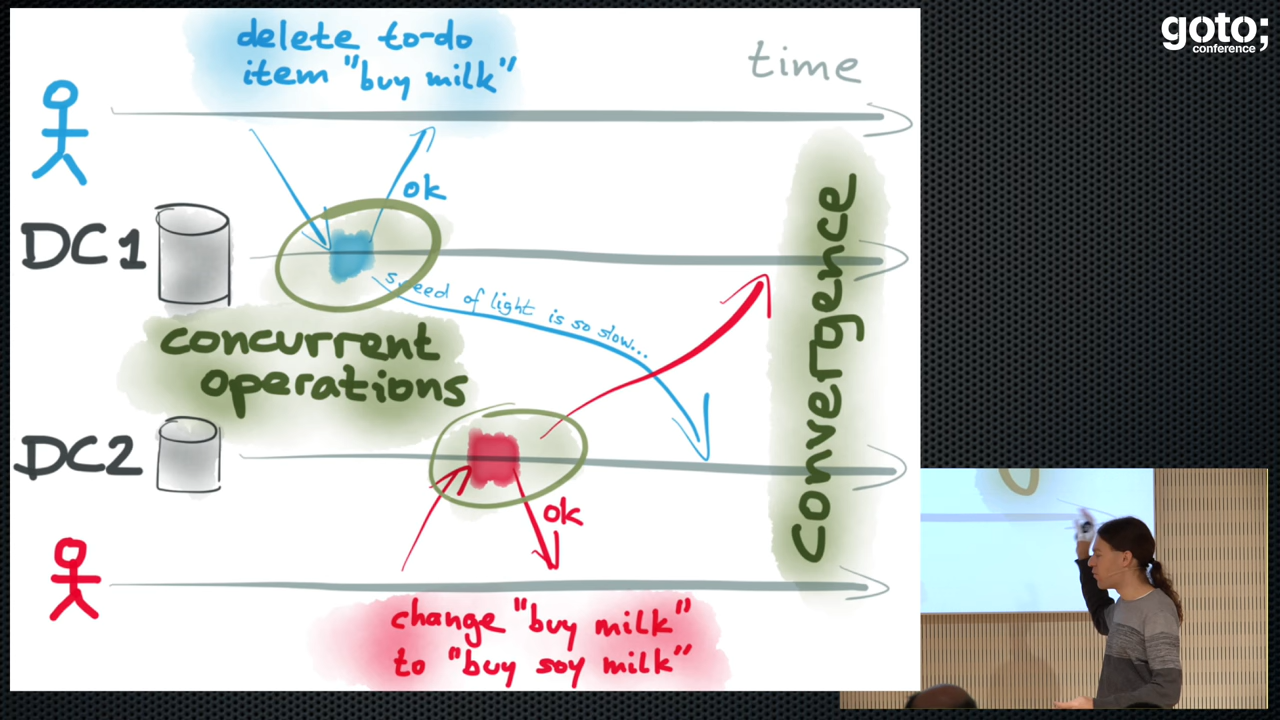 goto;
conference
delete to-do
item "buy milk"
time
ok
DC1
speed of light is so slow...
concurrent
operations
Convergence
DC2
ok
change "buy milk"
to "buy soy milk"